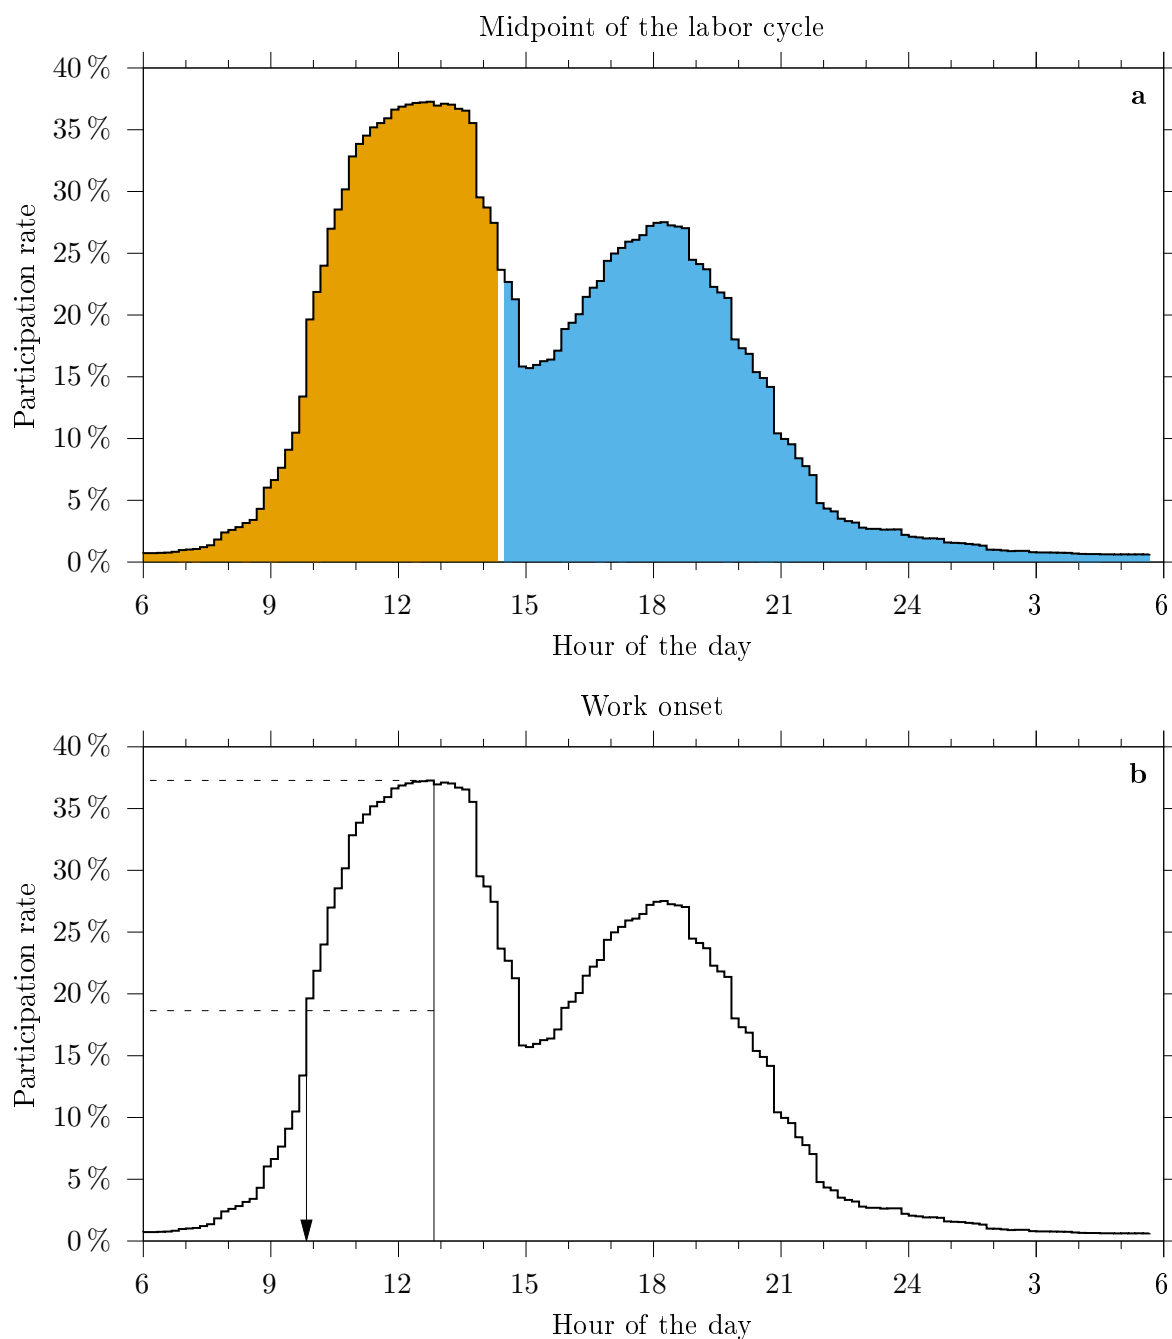 Midpoint of the labor cycle
40 %
a
35 %
30 %
25 %
20 %
15 %
10 %
5 %
0 %
Participation rate
6 9 12 15 18 21 24 3 6
Hour of the day
Work onset
40 %
b
35 %
30 %
25 %
20 %
15 %
10 %
5 %
0 %
Participation rate
6 9 12 15 18 21 24 3 6
Hour of the day